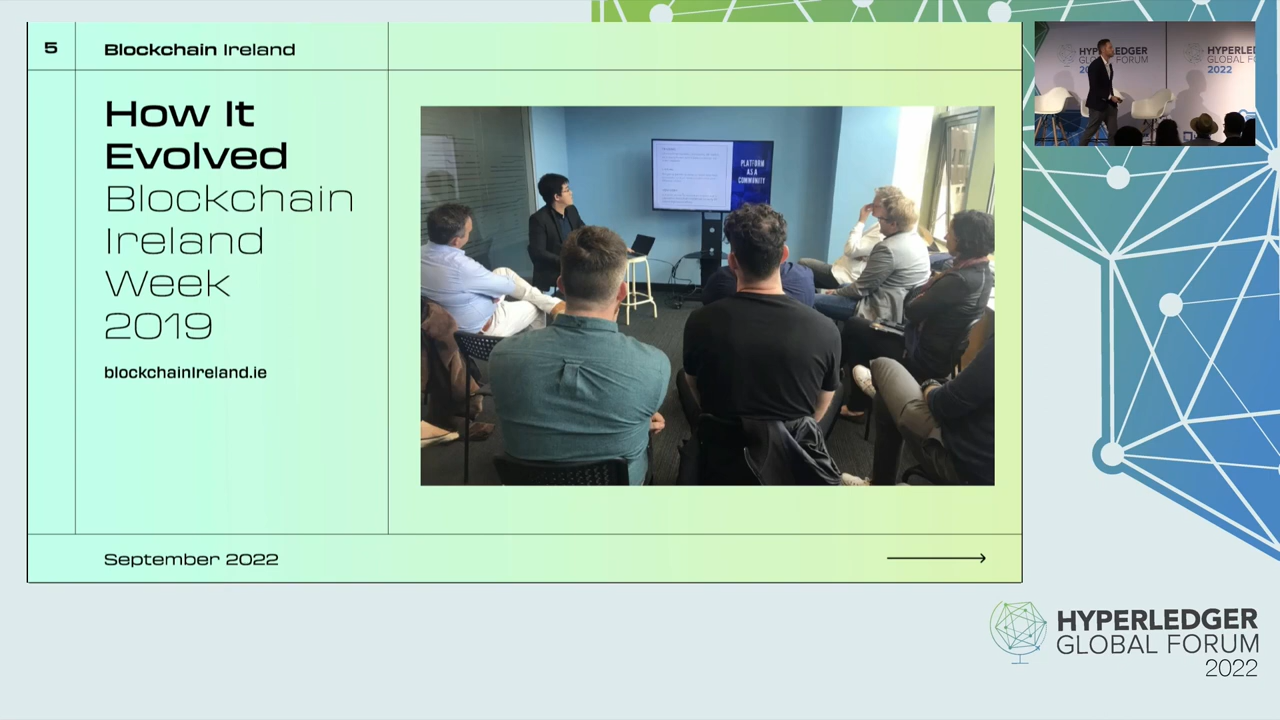 5
Blockchain Ireland
How It
Evolved
Blockchain
Ireland
Week
2019
blockchainIreland.ie
PLATFORM
AS A
COMMUNITY
September 2022
HYPERLEDGER
GLOBAL FORUM
HYPERLEDGER
GLOBAL FORUM
2022
HYPERLEDGER
GLOBAL FORUM
2022